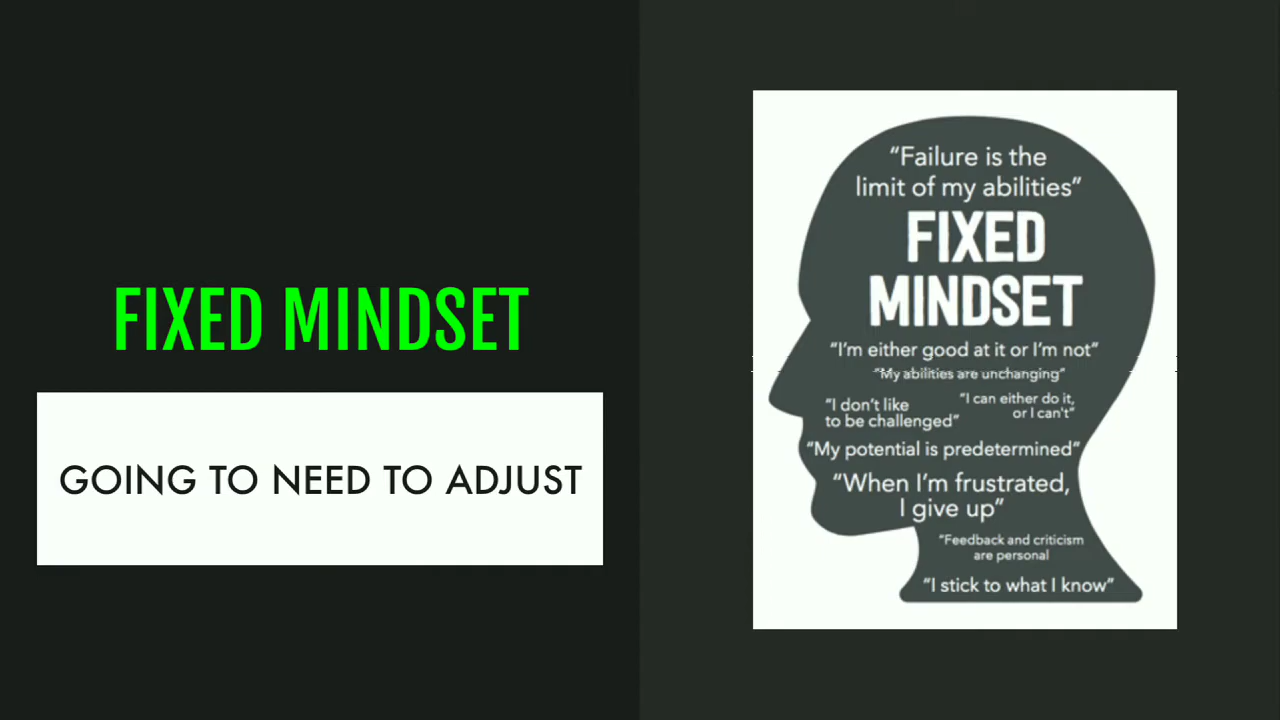 FIXED MINDSET
GOING TO NEED TO ADJUST
“Failure is the
limit of my abilities”
FIXED
MINDSET
“I’m either good at it or I’m not”
“My abilities are unchanging”
“I don’t like
to be challenged”
“I can either do it,
or I can't”
“My potential is predetermined”
“When I’m frustrated,
I give up”
“Feedback and criticism
are personal
“I stick to what I know”